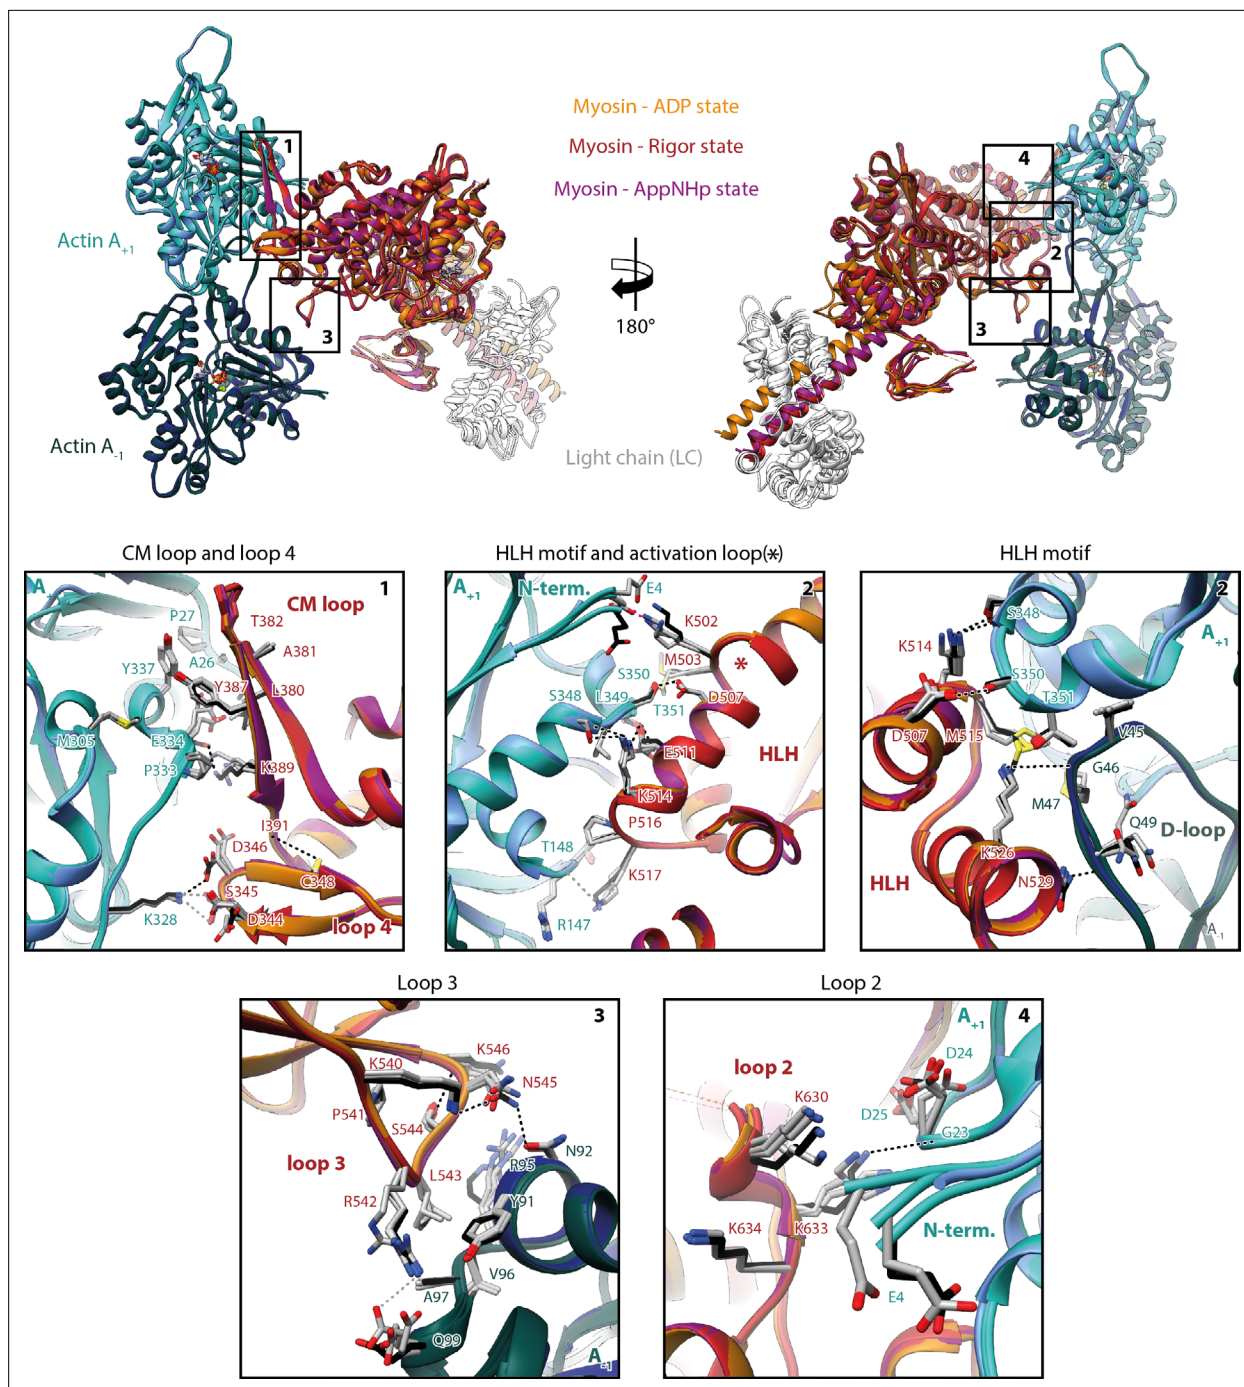 Myosin - ADP state
Myosin - Rigor state
Myosin - AppNHp state
Actin A+1
Actin A-1
Light chain (LC)
180°
1
3
4
2
3
CM loop and loop 4
A+
1
P27
T382
CM loop
A381
A26
Y337
Y387
L380
M305
E334
P333
K389
I391
D346
C348
S345
K328
D344
loop 4
HLH motif and activation loop(*)
A+1
N-term.
E4
2
K502
M503
*
S350
S348
L349
D507
T351
E511
HLH
K514
P516
T148
K517
R147
HLH motif
2
S348
A+1
K514
S350
T351
D507
M515
V45
G46
M47
Q49
D-loop
K526
N529
HLH
A-1
Loop 3
3
K546
K540
N545
P541
S544
N92
loop 3
R95
L543
R542
Y91
V96
A97
Q99
A-1
Loop 2
A+1
4
D24
loop 2
K630
D25
G23
K634
K633
N-term.
E4